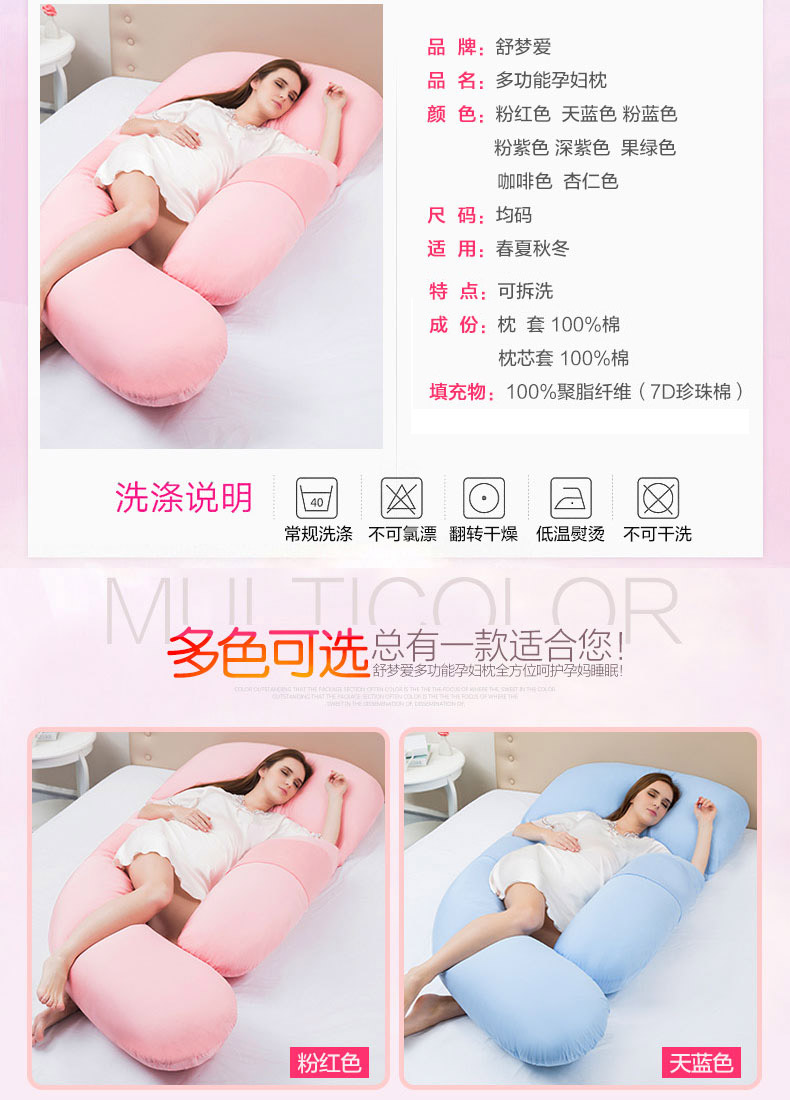 品 牌：舒梦爱
品 名：多功能孕妇枕
颜 色：粉红色 天蓝色 粉蓝色
粉紫色 深紫色 果绿色
咖啡色 杏仁色
尺 码：均码
适 用：春夏秋冬
特 点：可拆洗
成 份：枕 套 100%棉
枕芯套 100%棉
填充物：100%聚脂纤维（7D珍珠棉）
洗涤说明
40
常规洗涤 不可氯漂 翻转干燥 低温熨烫 不可干洗
MULTICOLOR
多色可选 总有一款适合您！
舒梦爱多功能孕妇枕全方位呵护孕妈睡眠！
粉红色 天蓝色